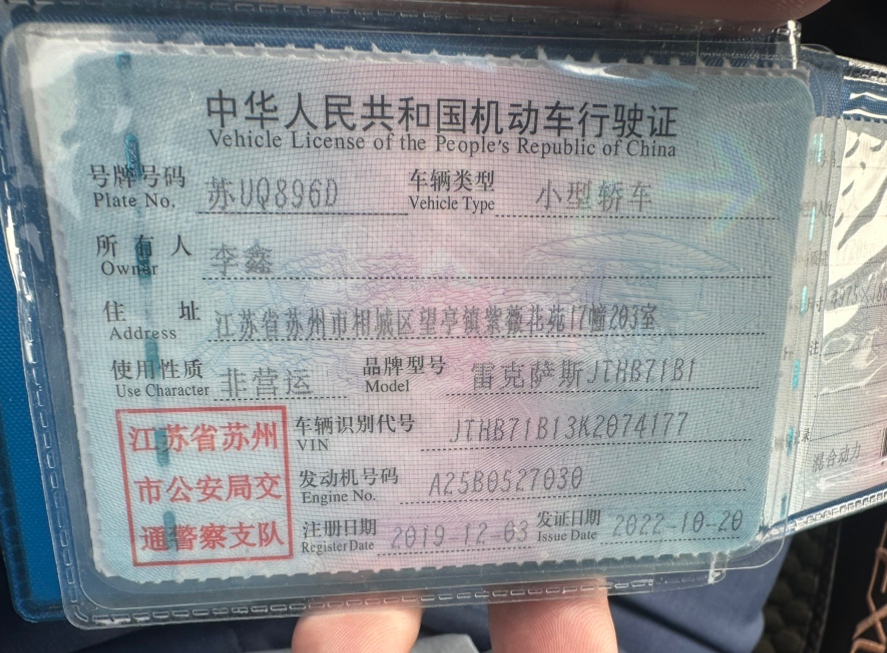 中华人民共和国机动车行驶证
Vehicle License of the People's Republic of China
号牌号码 苏UQ896D 车辆类型 小型轿车
Plate No. Vehicle Type
所有人 李鑫
Owner
住址 江苏省苏州市相城区望亭镇紫薇花苑17幢203室
Address
使用性质 非营运 品牌型号 雷克萨斯JTHB71B1
Use Character Model
江苏省苏州
市公安局交
通警察支队
车辆识别代号 JTHB71B13K2074177
VIN
发动机号码 A25B0527030
Engine No.
注册日期 2019-12-03 发证日期 2022-10-20
Register Date Issue Date
混合动力